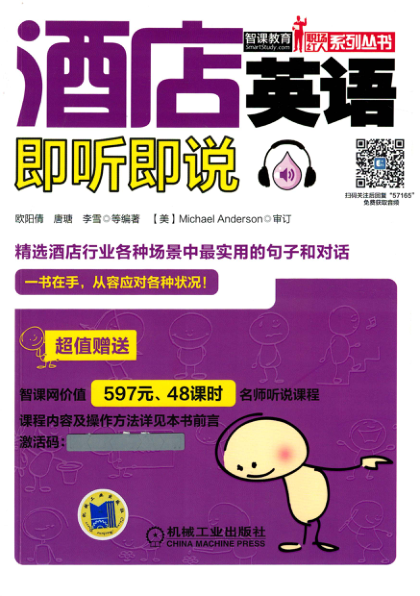 智课教育
SmartStudy.com
职场红人系列丛书
酒店英语
即听即说
扫码关注后回复“57165”
免费获取音频
欧阳倩 唐瑭 李雪◎等编著 【美】Michael Anderson◎审订
精选酒店行业各种场景中最实用的句子和对话
一书在手，从容应对各种状况！
超值赠送
智课网价值 597元、48课时 名师听说课程
课程内容及操作方法详见本书前言
激活码：
机械工业出版社
CHINA MACHINE PRESS